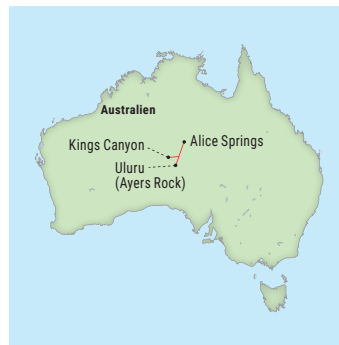 Australien
Kings Canyon
Alice Springs
Uluru
(Ayers Rock)